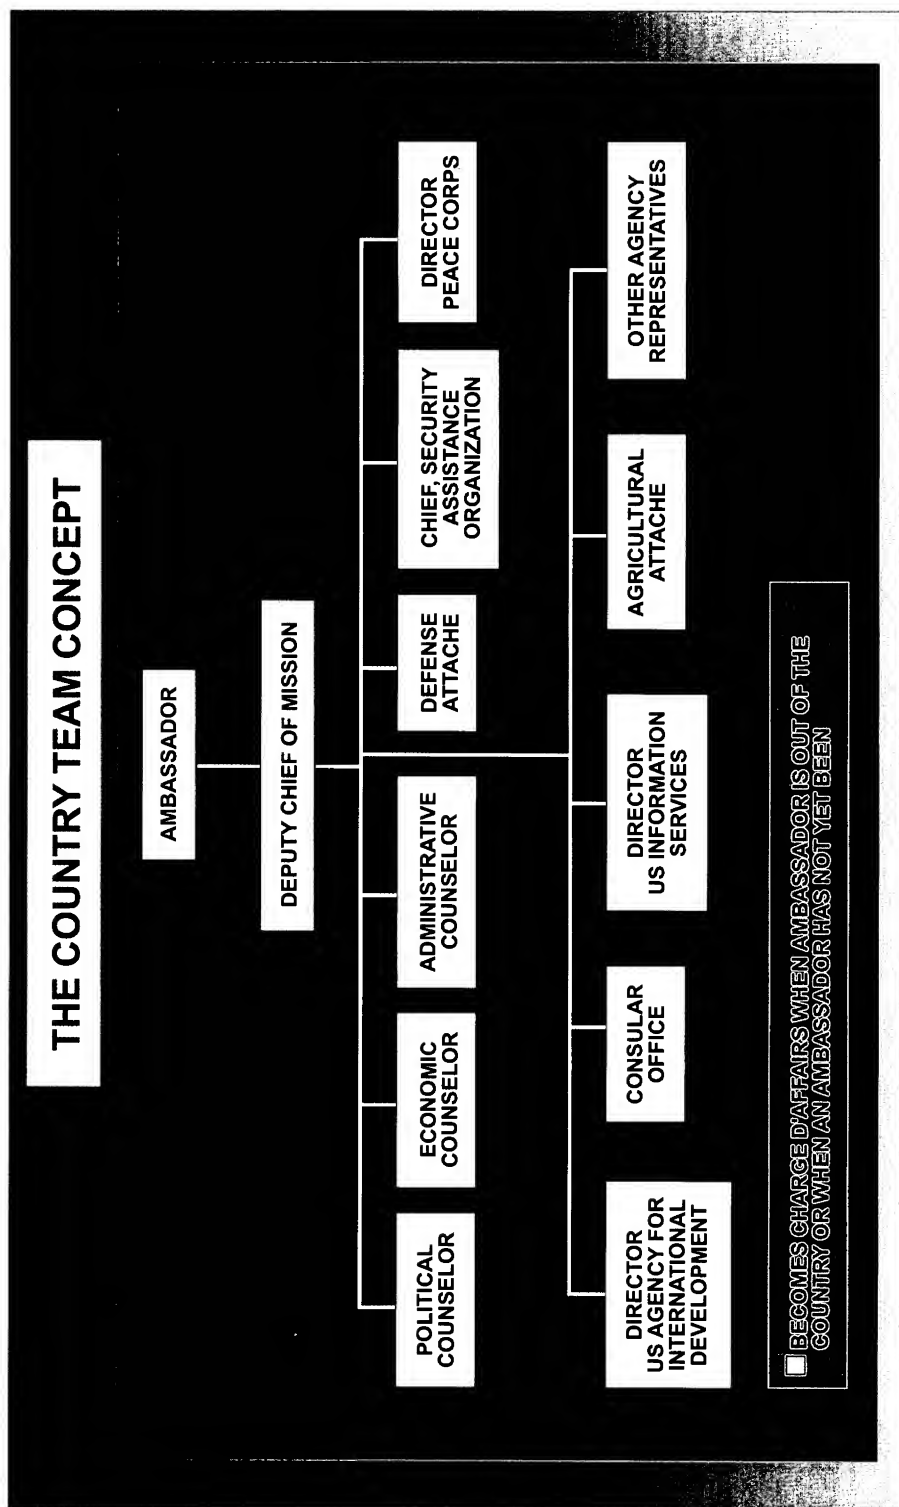 THE COUNTRY TEAM CONCEPT
AMBASSADOR
DEPUTY CHIEF OF MISSION
POLITICAL
COUNSELOR
ECONOMIC
COUNSELOR
ADMINISTRATIVE
COUNSELOR
DEFENSE
ATTACHE
CHIEF, SECURITY
ASSISTANCE
ORGANIZATION
DIRECTOR
PEACE CORPS
DIRECTOR
US AGENCY FOR
INTERNATIONAL
DEVELOPMENT
CONSULAR
OFFICE
DIRECTOR
US INFORMATION
SERVICES
AGRICULTURAL
ATTACHE
OTHER AGENCY
REPRESENTATIVES
BECOMES CHARGE D'AFFAIRS WHEN AMBASSADOR IS OUT OF THE
COUNTRY OR WHEN AN AMBASSADOR HAS NOT YET BEEN